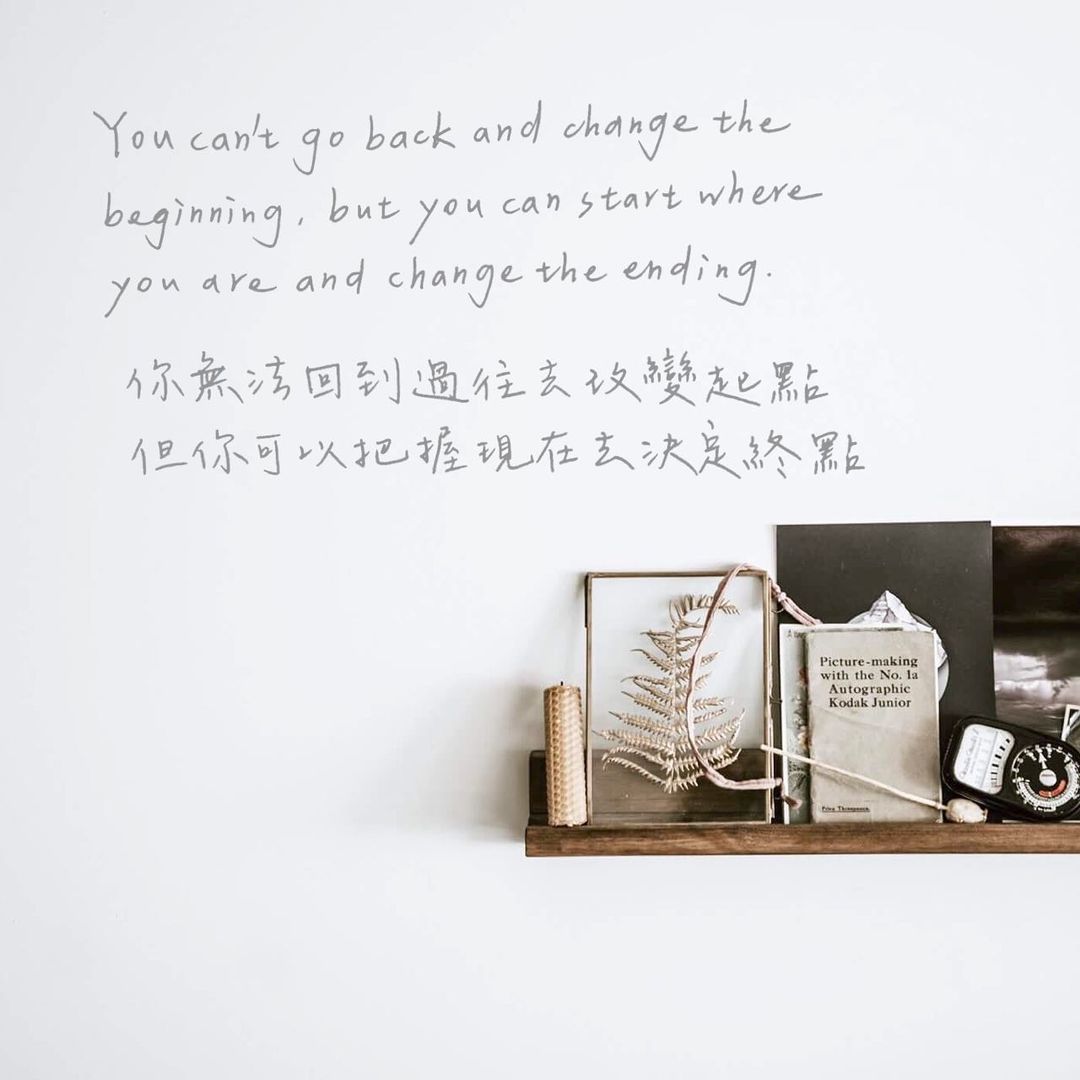 You can't go back and change the
beginning, but you can start where
you are and change the ending.
你無法回到過往去改變起點
但你可以把握現在去決定終點
Picture-making
with the No. 1a
Autographic
Kodak Junior